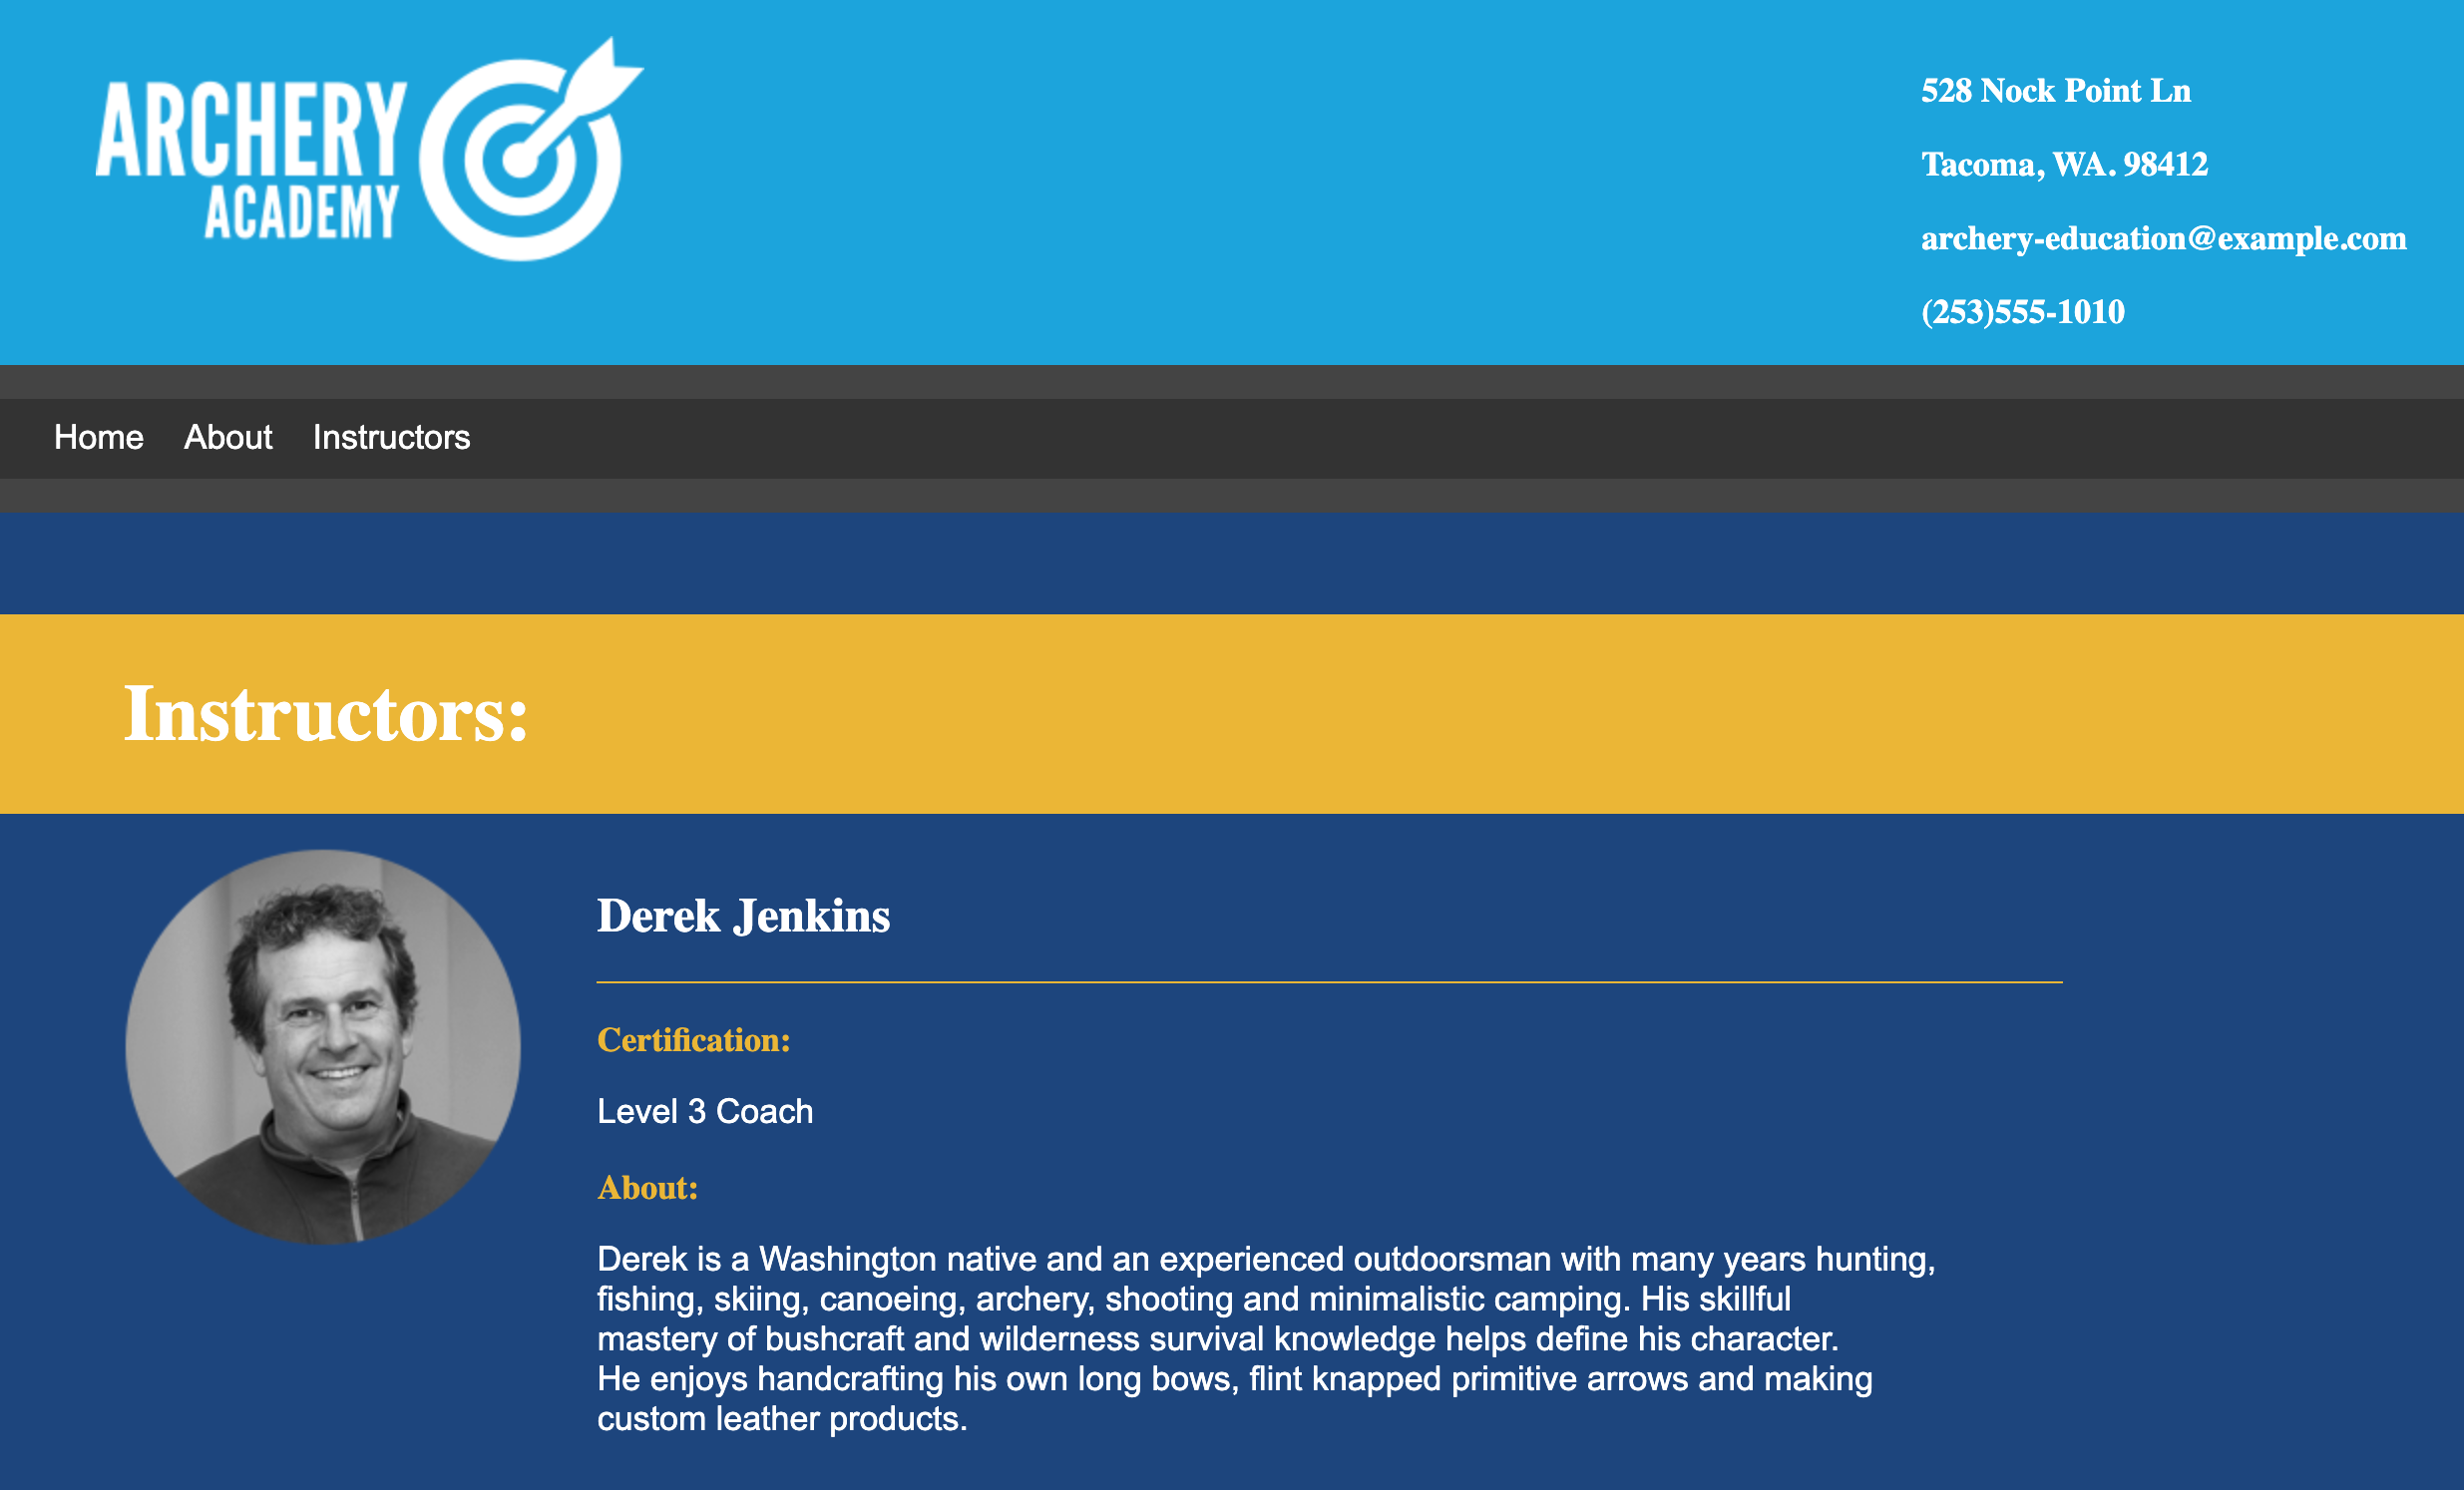 ARCHERY
ACADEMY
528 Nock Point Ln
Tacoma, WA. 98412
archery-education@example.com
(253)555-1010
Home About Instructors
Instructors:
Derek Jenkins
Certification:
Level 3 Coach
About:
Derek is a Washington native and an experienced outdoorsman with many years hunting,
fishing, skiing, canoeing, archery, shooting and minimalistic camping. His skillful
mastery of bushcraft and wilderness survival knowledge helps define his character.
He enjoys handcrafting his own long bows, flint knapped primitive arrows and making
custom leather products.